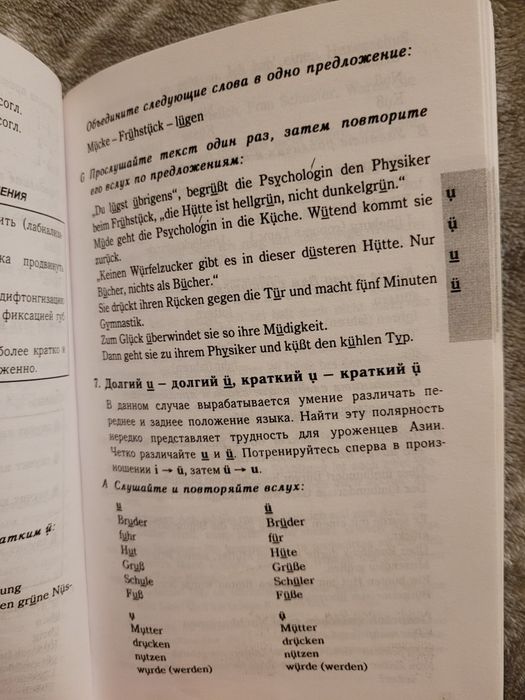 согл.
согл.
ЕНИЯ
ить (лабиализа-
ка продвинут
дифтонгизации
фиксацией губ
более кратко и
женно.
атким ü:
ung
en grüne Nüs-
Объедините следующие слова в одно предложение:
Mücke – Frühstück – lügen
6 Прослушайте текст один раз, затем повторите
его вслух по предложениям:
„Du lügst übrigens“, begrüßt die Psychologin den Physiker
beim Frühstück, „die Hütte ist hellgrün, nicht dunkelgrün.“
Müde geht die Psychologin in die Küche. Wütend kommt sie
zurück.
„Keinen Würfelzucker gibt es in dieser düsteren Hütte. Nur
Bücher, nichts als Bücher.“
Sie drückt ihren Rücken gegen die Tür und macht fünf Minuten
Gymnastik.
Zum Glück überwindet sie so ihre Müdigkeit.
Dann geht sie zu ihrem Physiker und küßt den kühlen Typ.
ụ
ụ̈
u̲
ü̲
7. Долгий u̲ – долгий ü̲, краткий ụ – краткий ụ̈
В данном случае вырабатывается умение различать пе-
реднее и заднее положение языка. Найти эту полярность
нередко представляет трудность для уроженцев Азии.
Четко различайте u̲ и ü̲. Потренируйтесь сперва в произ-
ношении i → ü, затем ü → u.
А Слушайте и повторяйте вслух:
u̲ ü̲
Bruder Brüder
fuhr für
Hut Hüte
Gruß Grüße
Schule Schüler
Fuß Füße
ụ ụ̈
Mutter Mütter
drucken drücken
nutzen nützen
wurde (werden) würde (werden)